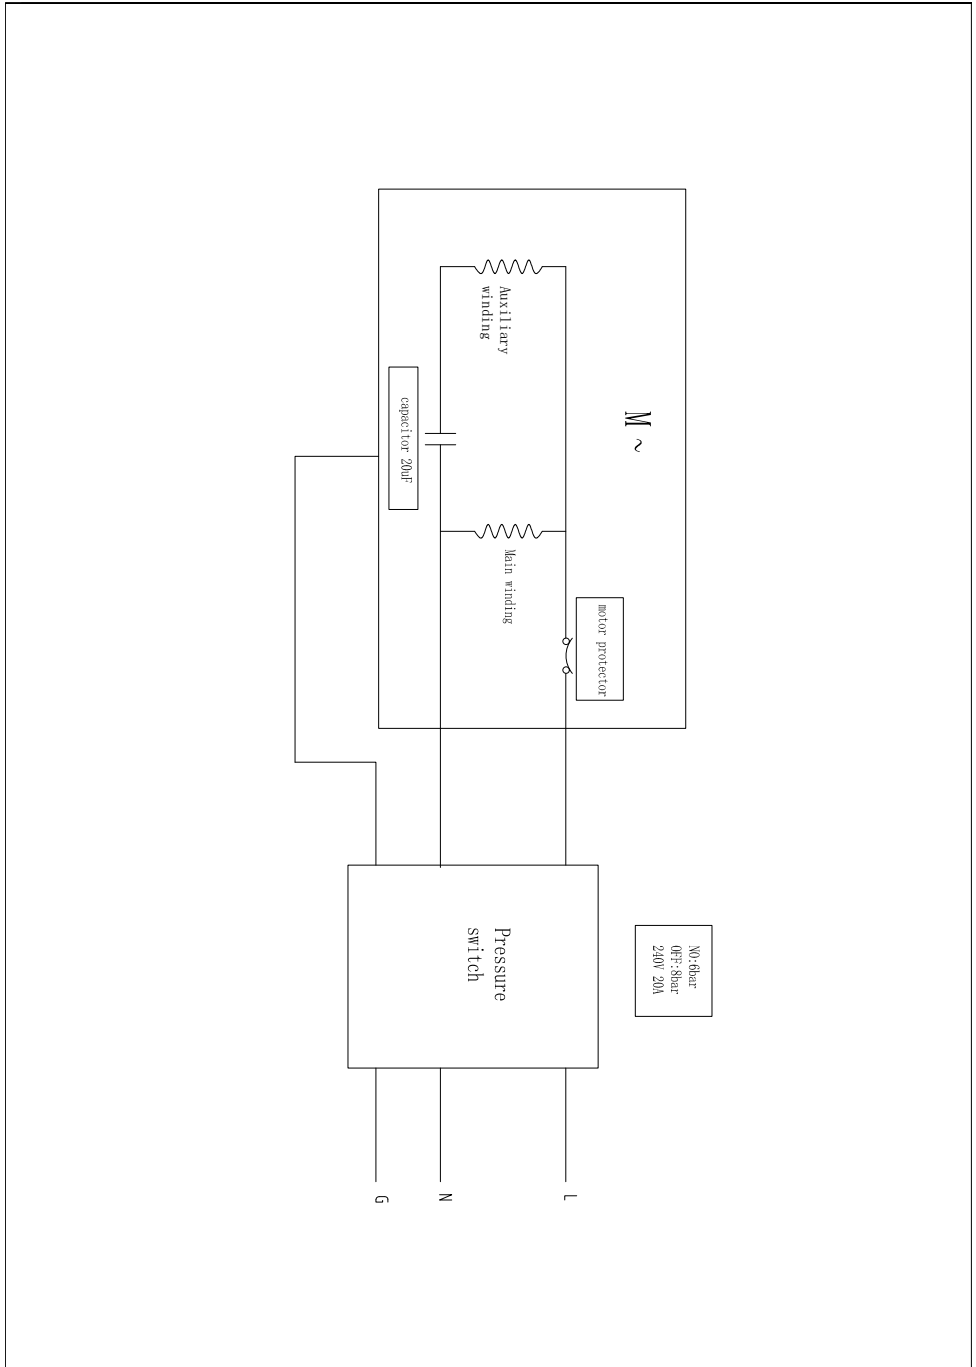 M ~
motor protector
Auxiliary
winding
Main winding
capacitor 20uF
NO:6bar
OFF:8bar
240V 20A
Pressure
switch
L
N
G